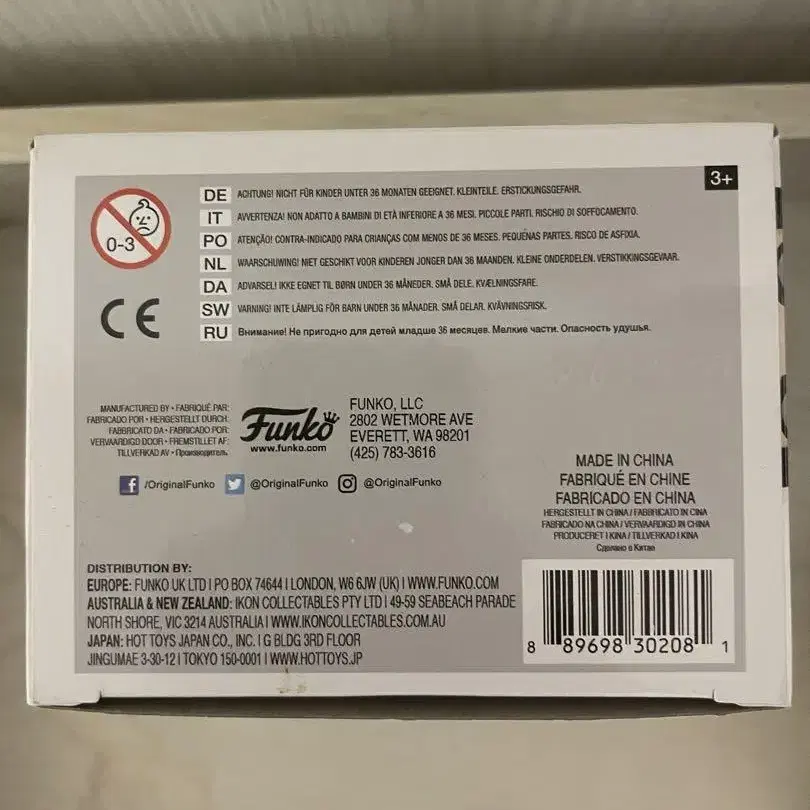 3+
0-3
DE ACHTUNG! NICHT FÜR KINDER UNTER 36 MONATEN GEEIGNET. KLEINTEILE. ERSTICKUNGSGEFAHR.
IT AVVERTENZA! NON ADATTO A BAMBINI DI ETÀ INFERIORE A 36 MESI. PICCOLE PARTI. RISCHIO DI SOFFOCAMENTO.
PO ATENÇÃO! CONTRA-INDICADO PARA CRIANÇAS COM MENOS DE 36 MESES. PEQUENAS PARTES. RISCO DE ASFIXIA.
NL WAARSCHUWING! NIET GESCHIKT VOOR KINDEREN JONGER DAN 36 MAANDEN. KLEINE ONDERDELEN. VERSTIKKINGSGEVAAR.
DA ADVARSEL! IKKE EGNET TIL BØRN UNDER 36 MÅNEDER. SMÅ DELE. KVÆLNINGSFARE.
SW VARNING! INTE LÄMPLIG FÖR BARN UNDER 36 MÅNADER. SMÅ DELAR. KVÄVNINGSRISK.
RU Внимание! Не пригодно для детей младше 36 месяцев. Мелкие части. Опасность удушья.
CE
MANUFACTURED BY • FABRIQUÉ PAR:
FABRICADO POR • HERGESTELLT DURCH:
FABBRICATO DA • FABRICADO POR:
VERVAARDIGD DOOR • FREMSTILLET AF:
TILLVERKAD AV • Производитель:
Funko
www.funko.com
FUNKO, LLC
2802 WETMORE AVE
EVERETT, WA 98201
(425) 783-3616
/OriginalFunko @OriginalFunko @OriginalFunko
MADE IN CHINA
FABRIQUÉ EN CHINE
FABRICADO EN CHINA
HERGESTELLT IN CHINA / FABBRICATO IN CINA
FABRICADO NA CHINA / VERVAARDIGD IN CHINA
PRODUCERET I KINA / TILLVERKAD I KINA
Сделано в Китае
DISTRIBUTION BY:
EUROPE: FUNKO UK LTD | PO BOX 74644 | LONDON, W6 6JW (UK) | WWW.FUNKO.COM
AUSTRALIA & NEW ZEALAND: IKON COLLECTABLES PTY LTD | 49-59 SEABEACH PARADE
NORTH SHORE, VIC 3214 AUSTRALIA | WWW.IKONCOLLECTABLES.COM.AU
JAPAN: HOT TOYS JAPAN CO., INC. | G BLDG 3RD FLOOR
JINGUMAE 3-30-12 | TOKYO 150-0001 | WWW.HOTTOYS.JP
8 89698 30208 1